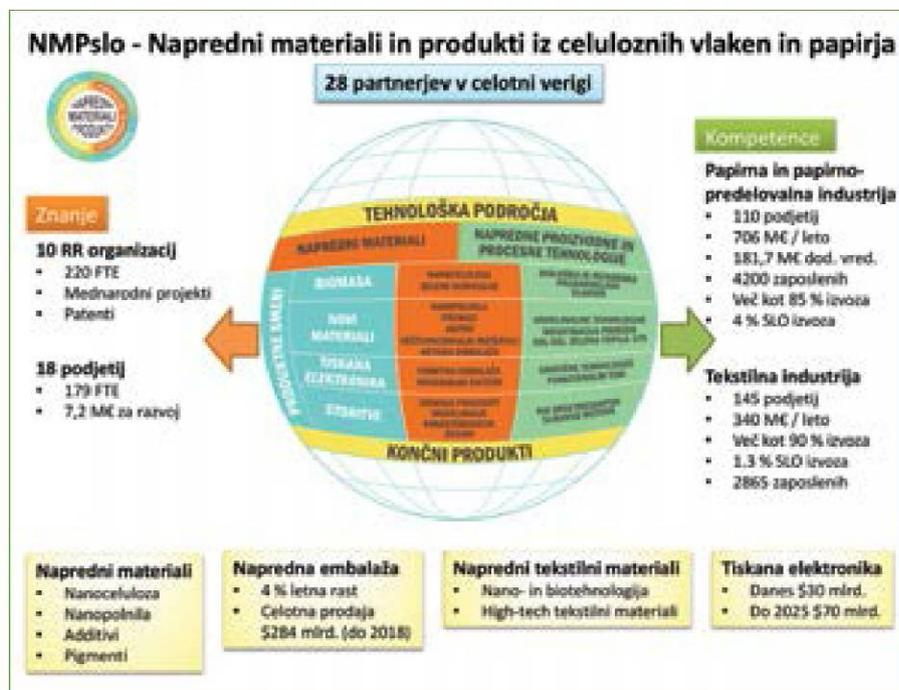 NMPslo - Napredni materiali in produkti iz celuloznih vlaken in papirja
28 partnerjev v celotni verigi
NAPREDNI
MATERIALI
PRODUKTI
Znanje
10 RR organizacij
• 220 FTE
• Mednarodni projekti
• Patenti
18 podjetij
• 179 FTE
• 7,2 M€ za razvoj
TEHNOLOŠKA PODROČJA
NAPREDNI MATERIALI
NAPREDNE PROIZVODNE IN
PROCESNE TEHNOLOGIJE
PRODUKTNE SMERI
BIOMASA
NOVI
MATERIALI
TISKANA
ELEKTRONIKA
STORITVE
KONČNI PRODUKTI
Kompetence
Papirna in papirno-
predelovalna industrija
• 110 podjetij
• 706 M€ / leto
• 181,7 M€ dod. vred.
• 4200 zaposlenih
• Več kot 85 % izvoza
• 4 % SLO izvoza
Tekstilna industrija
• 145 podjetij
• 340 M€ / leto
• Več kot 90 % izvoza
• 1.3 % SLO izvoza
• 2865 zaposlenih
Napredni materiali
• Nanoceluloza
• Nanopolnila
• Additivi
• Pigmenti
Napredna embalaža
• 4 % letna rast
• Celotna prodaja
$284 mlrd. (do 2018)
Napredni tekstilni materiali
• Nano- in biotehnologija
• High-tech tekstilni materiali
Tiskana elektronika
• Danes $30 mlrd.
• Do 2025 $70 mlrd.